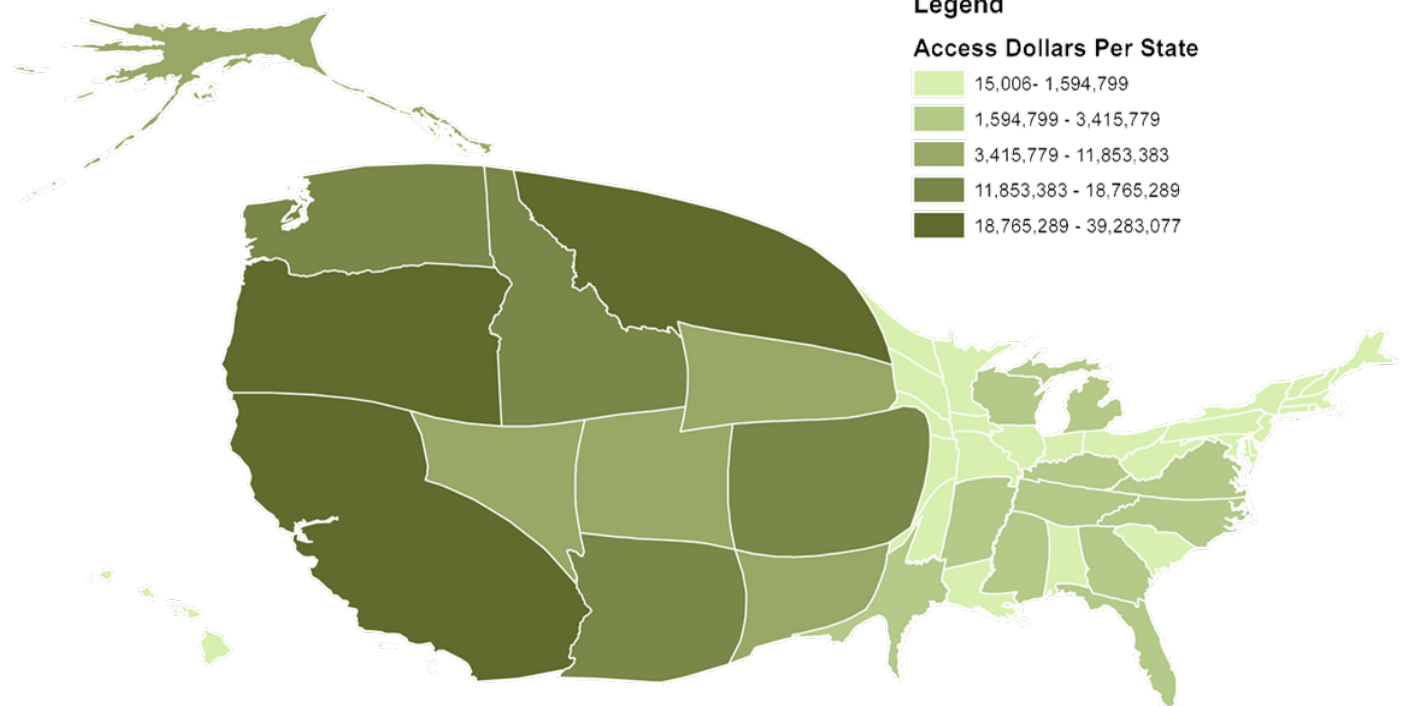 Legend
Access Dollars Per State
15,006- 1,594,799
1,594,799 - 3,415,779
3,415,779 - 11,853,383
11,853,383 - 18,765,289
18,765,289 - 39,283,077